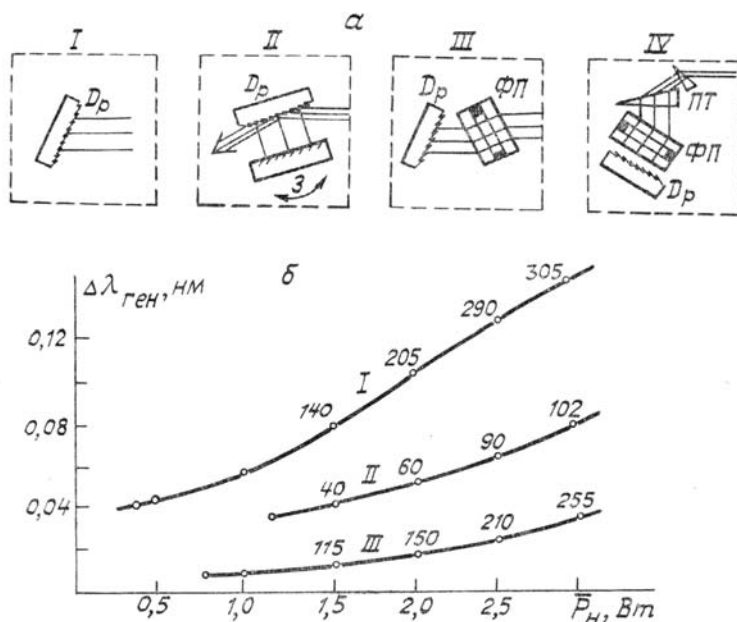 а
I II III IV
Dр
Dр
З
Dр ФП
ПТ
ФП
Dр
Δλген, нм б
0,12
0,08
0,04
305
290
205
140
I
102
90
60
40
II
255
210
150
115
III
0,5 1,0 1,5 2,0 2,5 P̅н, Вт